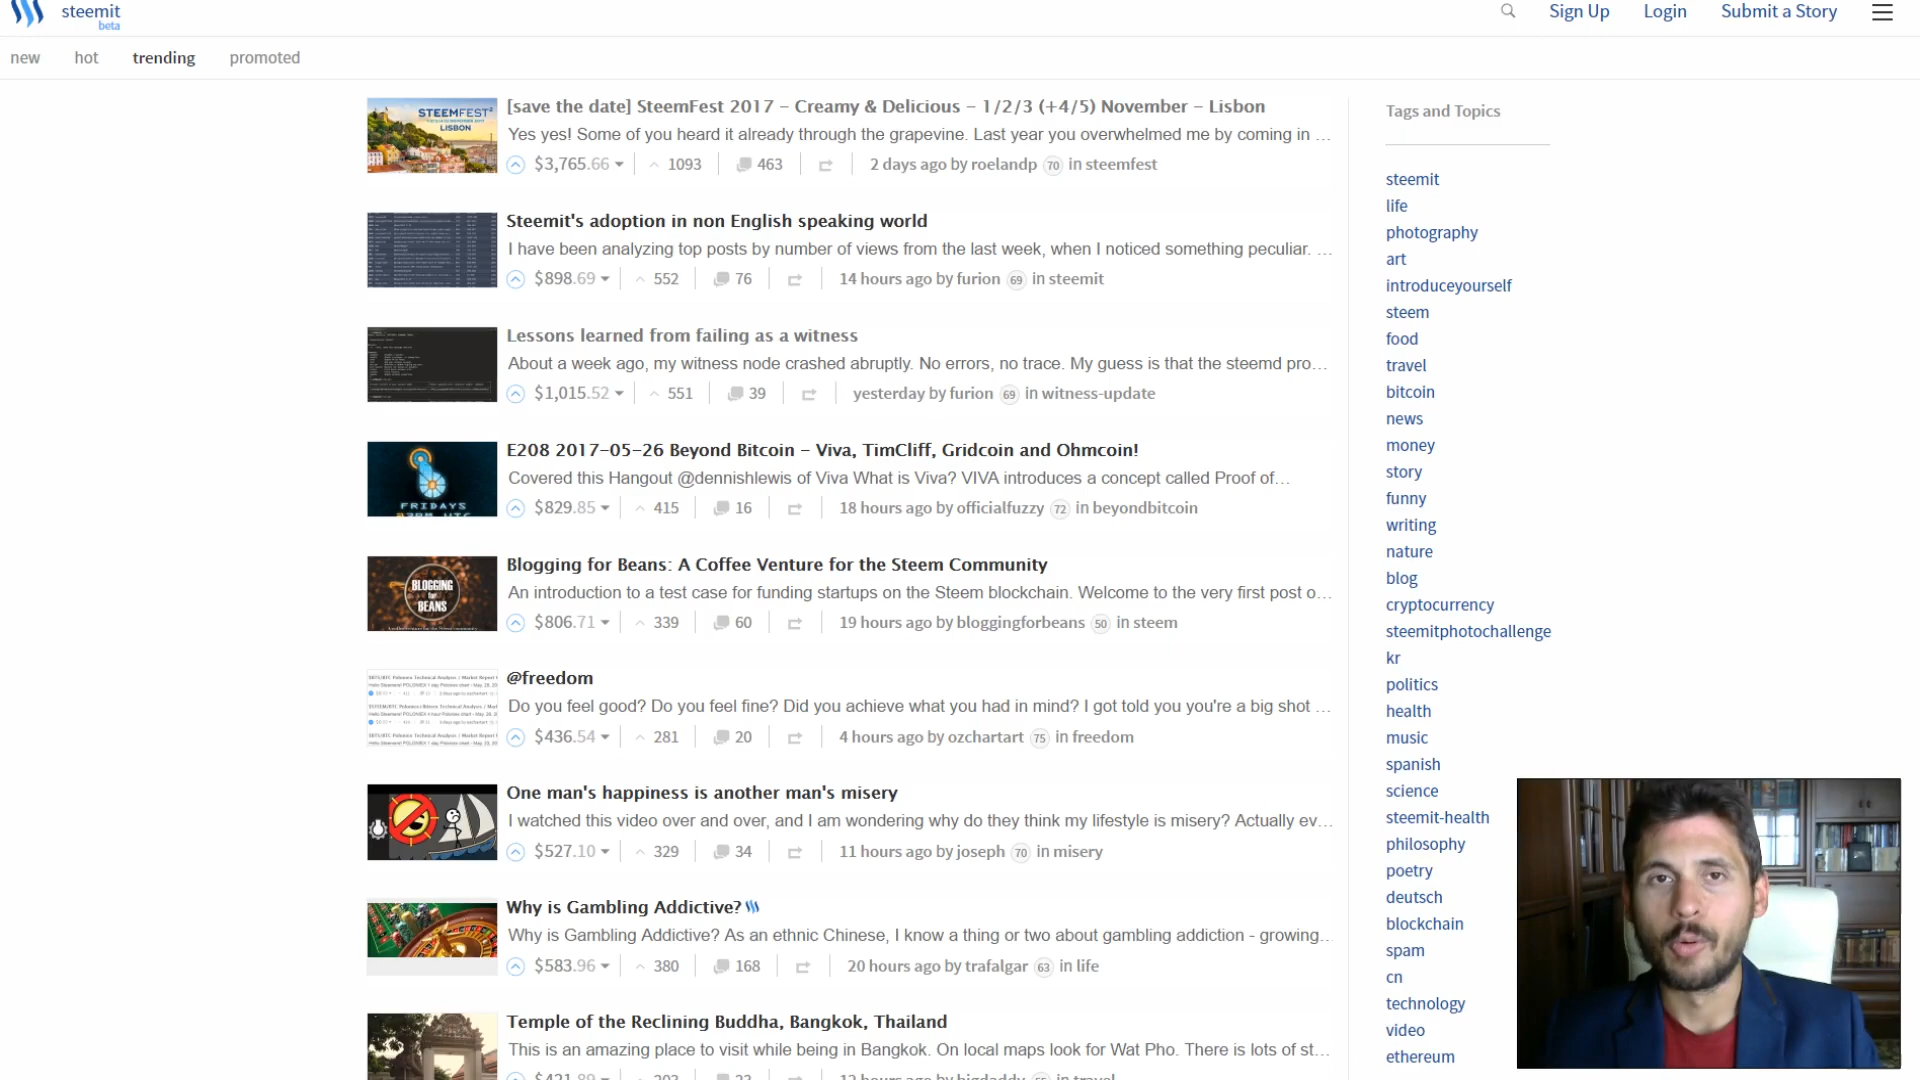 steemit
beta
Sign Up Login Submit a Story
new hot trending promoted
[save the date] SteemFest 2017 – Creamy & Delicious – 1/2/3 (+4/5) November – Lisbon
Yes yes! Some of you heard it already through the grapevine. Last year you overwhelmed me by coming in ...
$3,765.66 1093 463 2 days ago by roelandp 70 in steemfest
STEEMFEST²
LISBON
Steemit's adoption in non English speaking world
I have been analyzing top posts by number of views from the last week, when I noticed something peculiar. ...
$898.69 552 76 14 hours ago by furion 69 in steemit
Lessons learned from failing as a witness
About a week ago, my witness node crashed abruptly. No errors, no trace. My guess is that the steemd pro...
$1,015.52 551 39 yesterday by furion 69 in witness-update
E208 2017-05-26 Beyond Bitcoin – Viva, TimCliff, Gridcoin and Ohmcoin!
Covered this Hangout @dennishlewis of Viva What is Viva? VIVA introduces a concept called Proof of...
$829.85 415 16 18 hours ago by officialfuzzy 72 in beyondbitcoin
FRIDAYS
Blogging for Beans: A Coffee Venture for the Steem Community
An introduction to a test case for funding startups on the Steem blockchain. Welcome to the very first post o...
$806.71 339 60 19 hours ago by bloggingforbeans 50 in steem
BLOGGING
for
BEANS
@freedom
Do you feel good? Do you feel fine? Did you achieve what you had in mind? I got told you you're a big shot ...
$436.54 281 20 4 hours ago by ozchartart 75 in freedom
One man's happiness is another man's misery
I watched this video over and over, and I am wondering why do they think my lifestyle is misery? Actually ev...
$527.10 329 34 11 hours ago by joseph 70 in misery
Why is Gambling Addictive?
Why is Gambling Addictive? As an ethnic Chinese, I know a thing or two about gambling addiction - growing...
$583.96 380 168 20 hours ago by trafalgar 63 in life
Temple of the Reclining Buddha, Bangkok, Thailand
This is an amazing place to visit while being in Bangkok. On local maps look for Wat Pho. There is lots of st...
$421.89 203 12 hours ago by bigdaddy in travel
Tags and Topics
steemit
life
photography
art
introduceyourself
steem
food
travel
bitcoin
news
money
story
funny
writing
nature
blog
cryptocurrency
steemitphotochallenge
kr
politics
health
music
spanish
science
steemit-health
philosophy
poetry
deutsch
blockchain
spam
cn
technology
video
ethereum